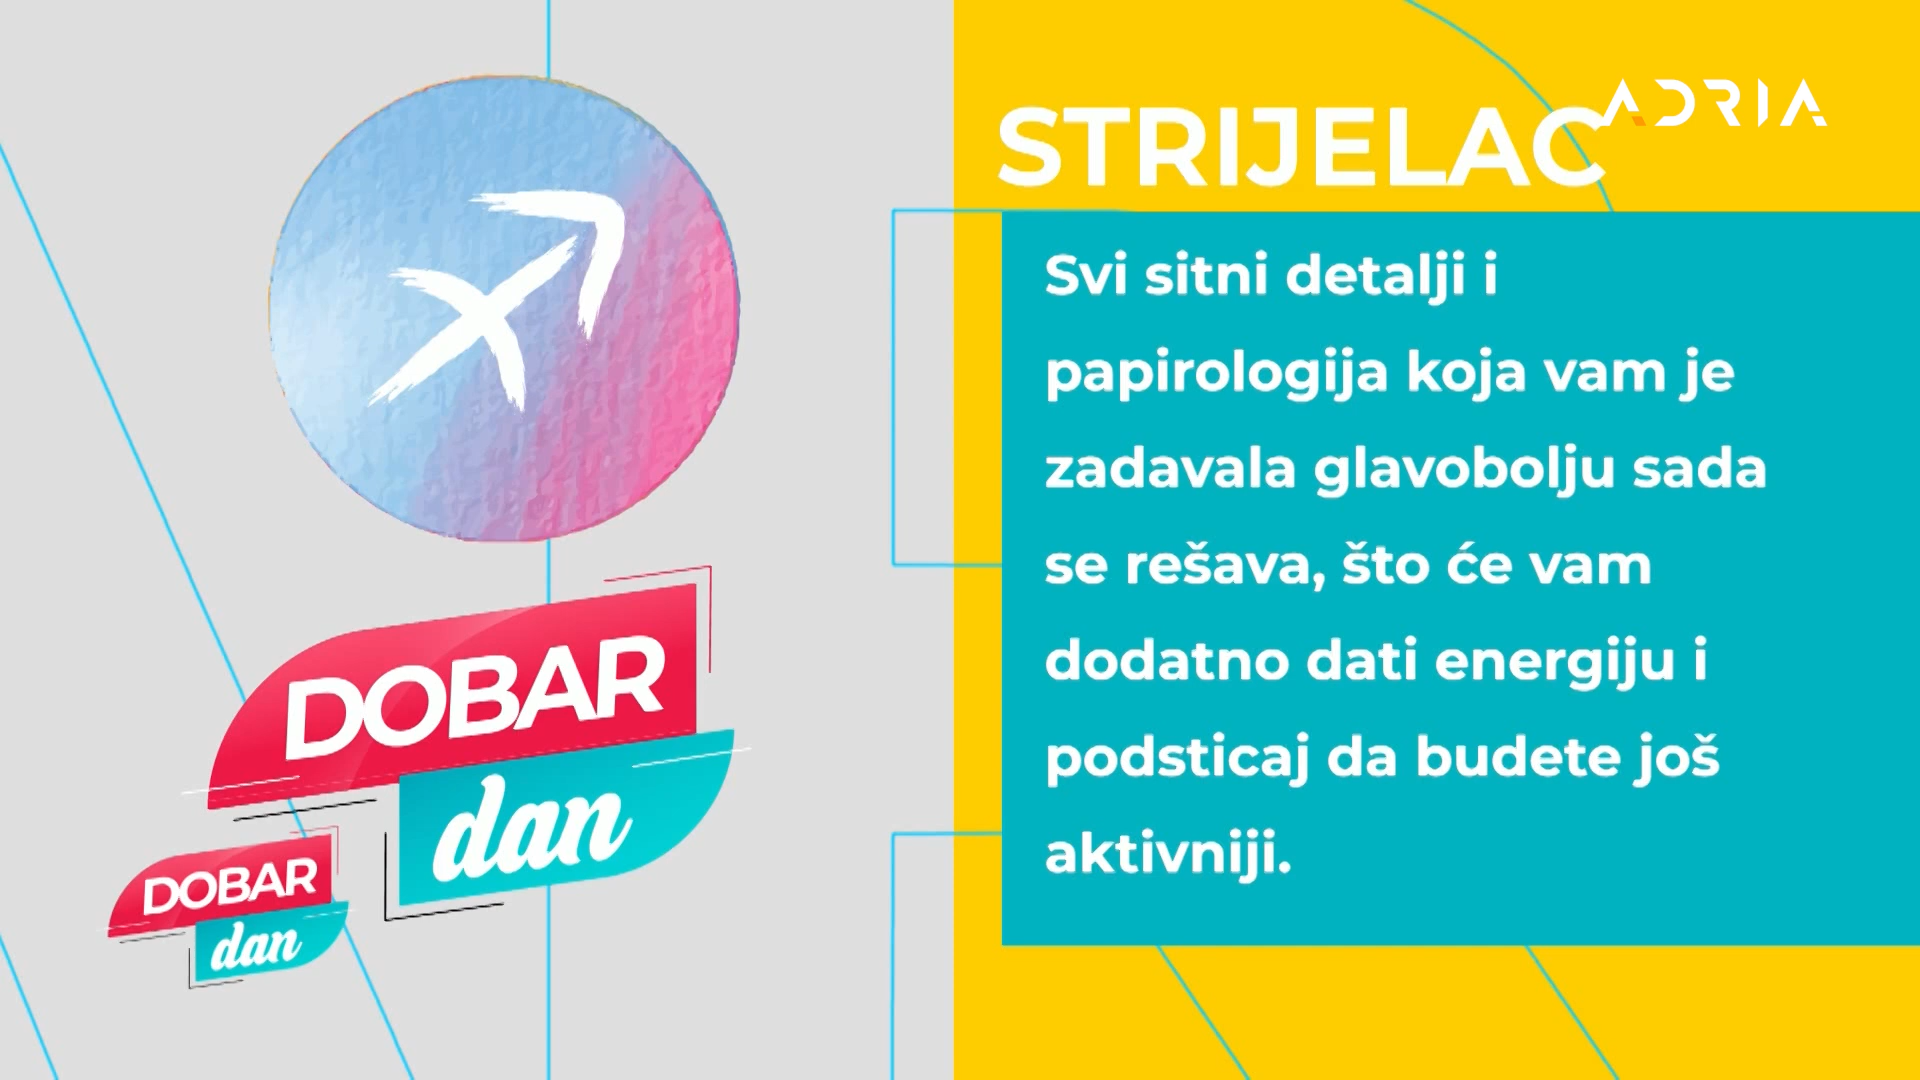 ADRIA
STRIJELAC
Svi sitni detalji i
papirologija koja vam je
zadavala glavobolju sada
se rešava, što će vam
dodatno dati energiju i
podsticaj da budete još
aktivniji.
DOBAR
dan
DOBAR
dan